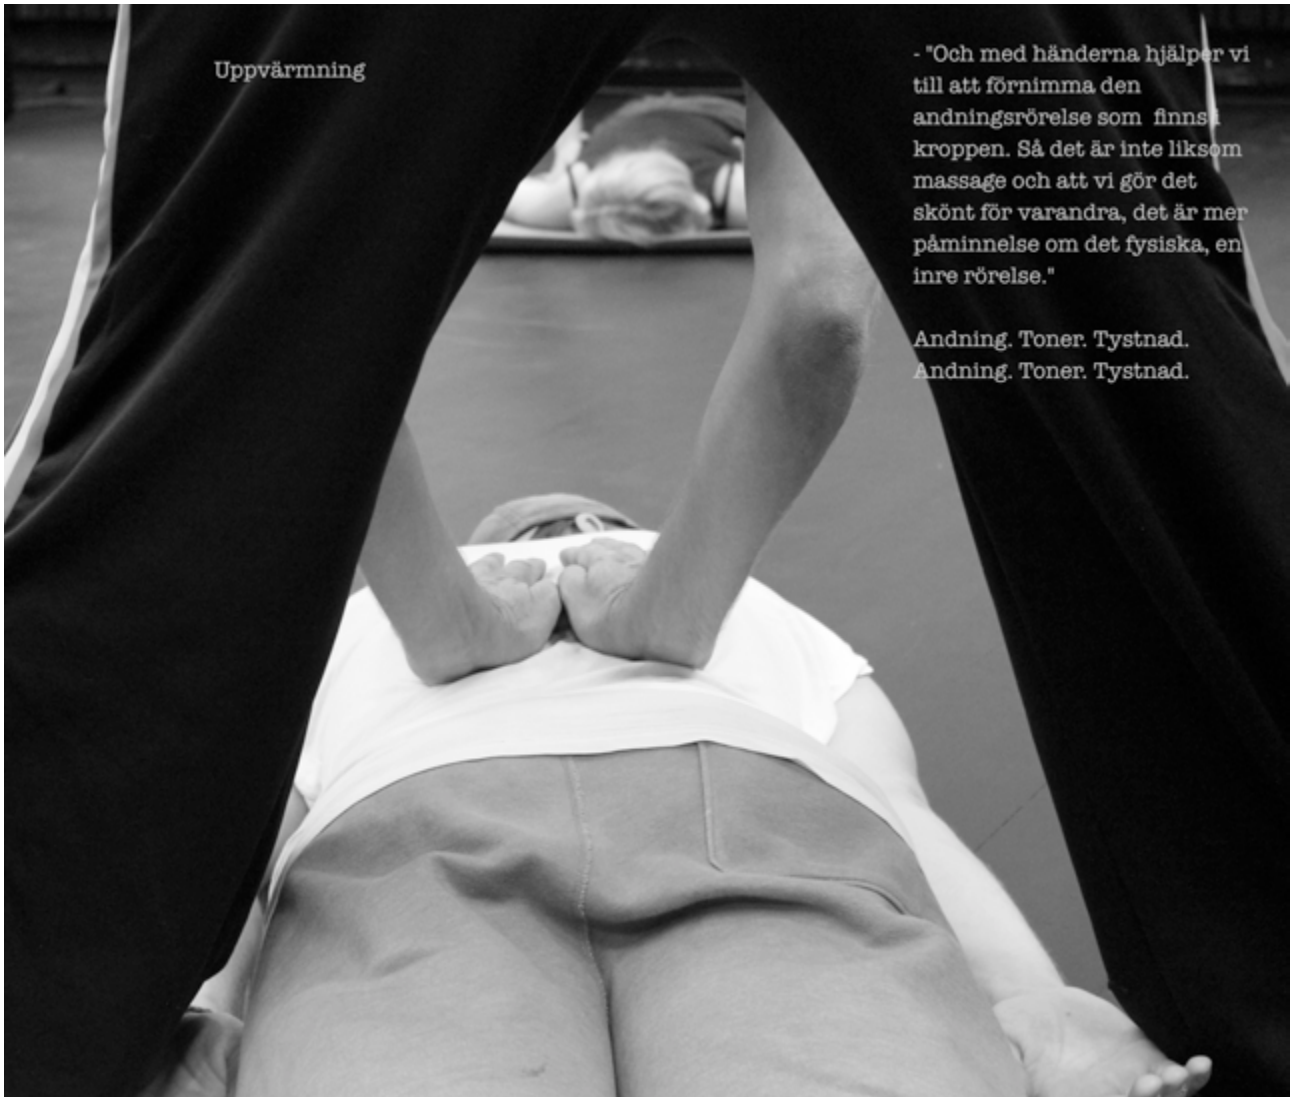 Uppvärmning
- "Och med händerna hjälper vi
till att förnimma den
andningsrörelse som  finns i
kroppen. Så det är inte liksom
massage och att vi gör det
skönt för varandra, det är mer
påminnelse om det fysiska, en
inre rörelse."
Andning. Toner. Tystnad.
Andning. Toner. Tystnad.